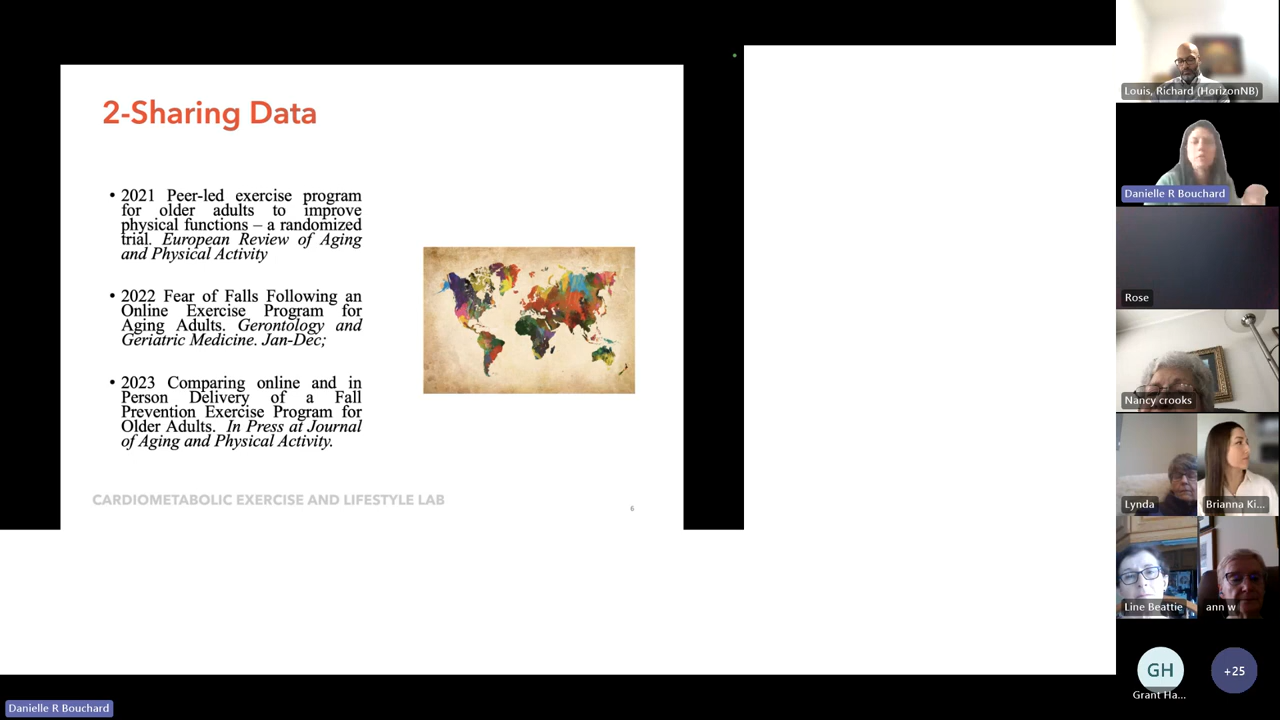 2-Sharing Data
• 2021 Peer-led exercise program
for older adults to improve
physical functions – a randomized
trial. European Review of Aging
and Physical Activity
• 2022 Fear of Falls Following an
Online Exercise Program for
Aging Adults. Gerontology and
Geriatric Medicine. Jan-Dec;
• 2023 Comparing online and in
Person Delivery of a Fall
Prevention Exercise Program for
Older Adults. In Press at Journal
of Aging and Physical Activity.
CARDIOMETABOLIC EXERCISE AND LIFESTYLE LAB
6
Louis, Richard (HorizonNB)
Danielle R Bouchard
Rose
Nancy crooks
Lynda
Brianna Ki...
Line Beattie
ann w
GH
Grant Ha...
+25
Danielle R Bouchard